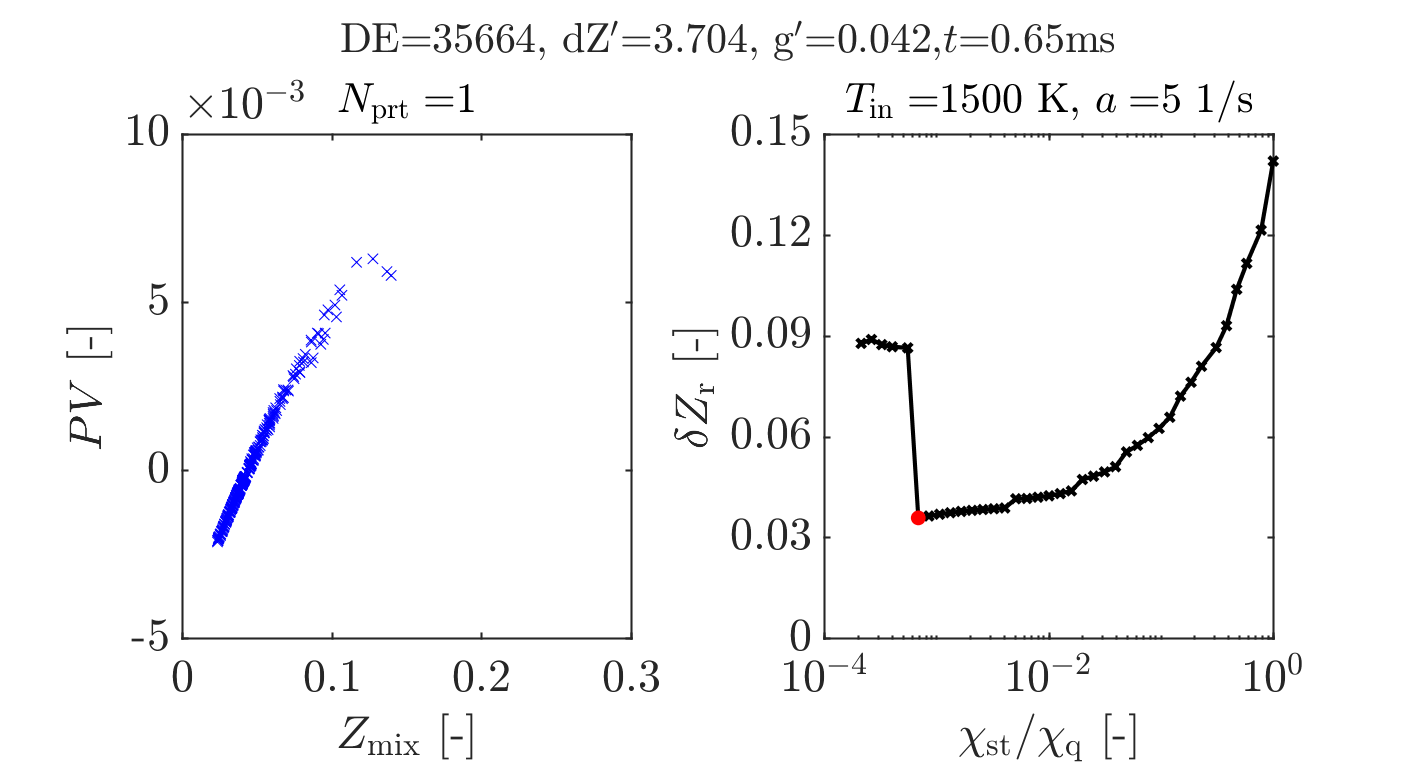 DE=35664, dZ′=3.704, g′=0.042,t=0.65ms
×10⁻³ N_prt =1
10
5
0
-5
0 0.1 0.2 0.3
Z_mix [-]
PV [-]
T_in =1500 K, a =5 1/s
0.15
0.12
0.09
0.06
0.03
0
10⁻⁴ 10⁻² 10⁰
χ_st/χ_q [-]
δZ_r [-]